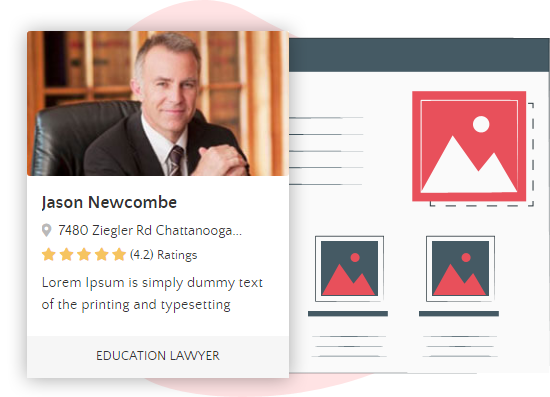 Jason Newcombe
7480 Ziegler Rd Chattanooga...
(4.2) Ratings
Lorem Ipsum is simply dummy text
of the printing and typesetting
EDUCATION LAWYER